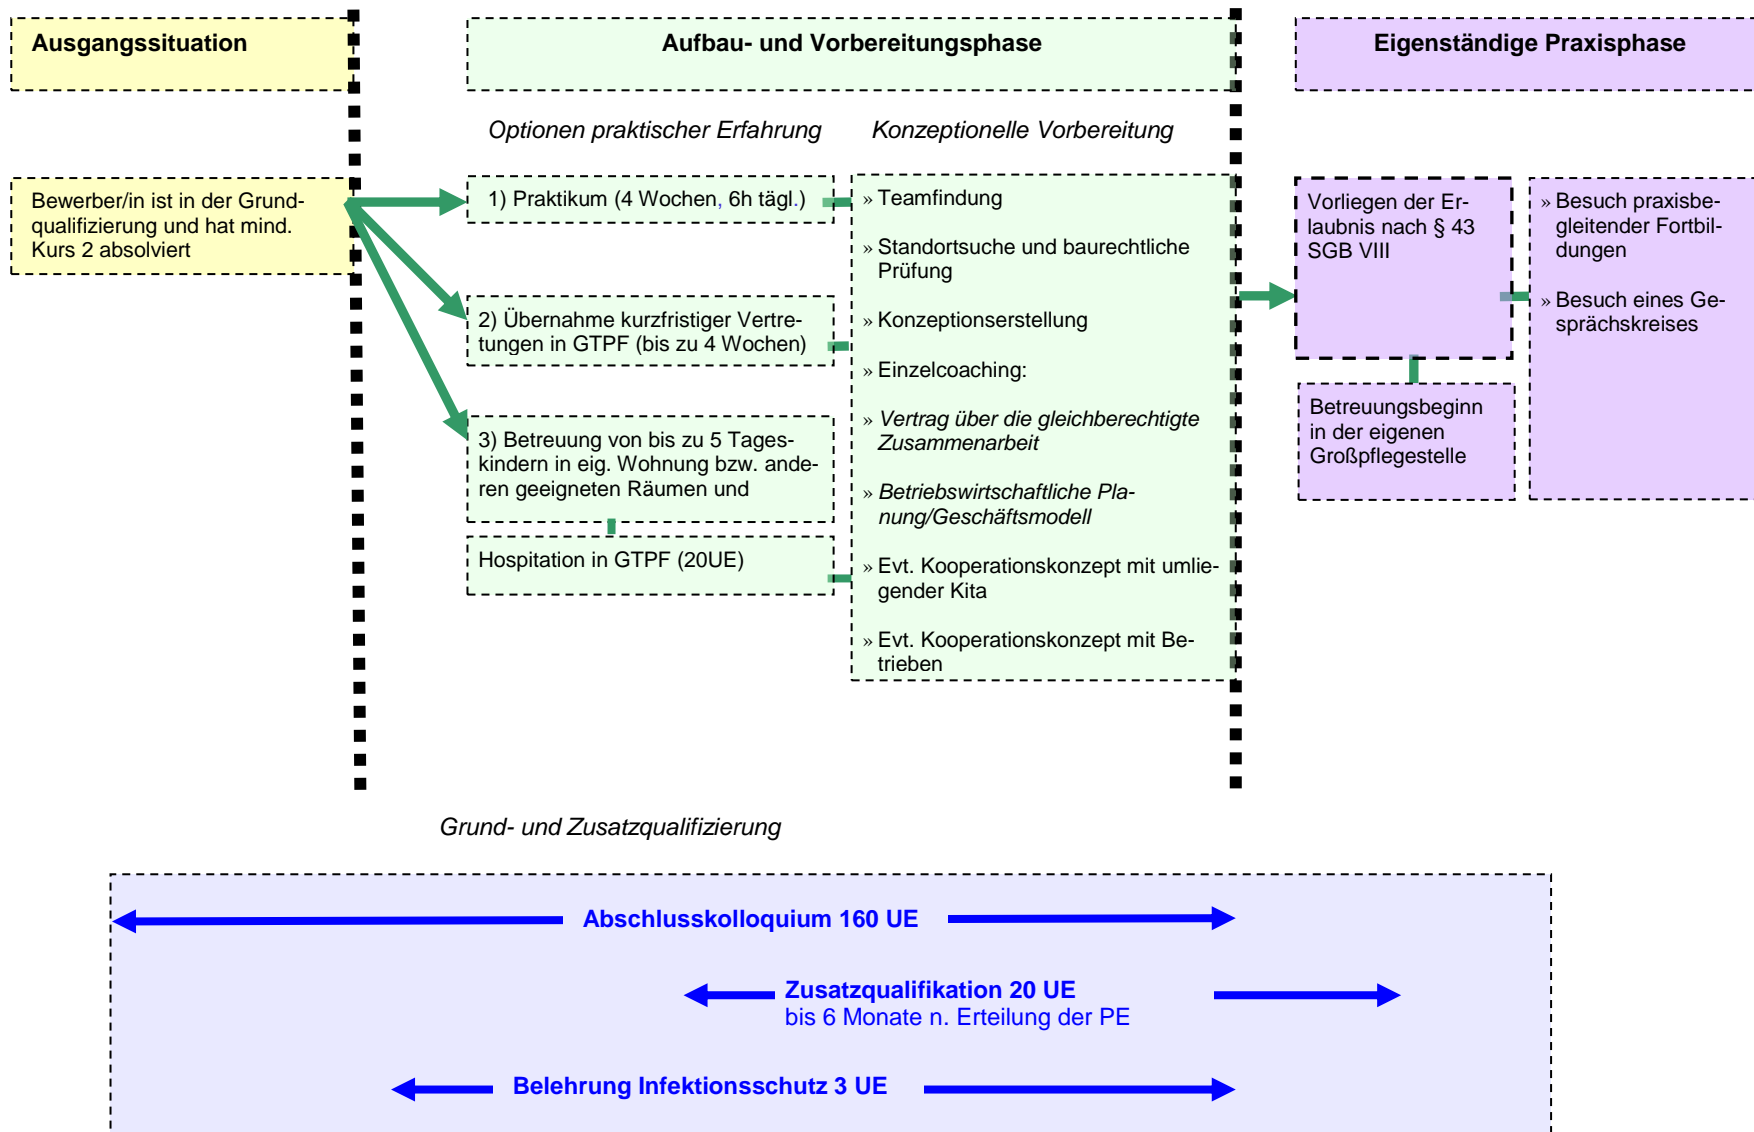 Ausgangssituation
Aufbau- und Vorbereitungsphase
Eigenständige Praxisphase
Optionen praktischer Erfahrung
Konzeptionelle Vorbereitung
Bewerber/in ist in der Grund-
qualifizierung und hat mind.
Kurs 2 absolviert
1) Praktikum (4 Wochen, 6h tägl.)
2) Übernahme kurzfristiger Vertre-
tungen in GTPF (bis zu 4 Wochen)
3) Betreuung von bis zu 5 Tages-
kindern in eig. Wohnung bzw. ande-
ren geeigneten Räumen und
Hospitation in GTPF (20UE)
» Teamfindung
» Standortsuche und baurechtliche
Prüfung
» Konzeptionserstellung
» Einzelcoaching:
» Vertrag über die gleichberechtigte
Zusammenarbeit
» Betriebswirtschaftliche Pla-
nung/Geschäftsmodell
» Evt. Kooperationskonzept mit umlie-
gender Kita
» Evt. Kooperationskonzept mit Be-
trieben
Vorliegen der Er-
laubnis nach § 43
SGB VIII
Betreuungsbeginn
in der eigenen
Großpflegestelle
» Besuch praxisbe-
gleitender Fortbil-
dungen
» Besuch eines Ge-
sprächskreises
Grund- und Zusatzqualifizierung
Abschlusskolloquium 160 UE
Zusatzqualifikation 20 UE
bis 6 Monate n. Erteilung der PE
Belehrung Infektionsschutz 3 UE